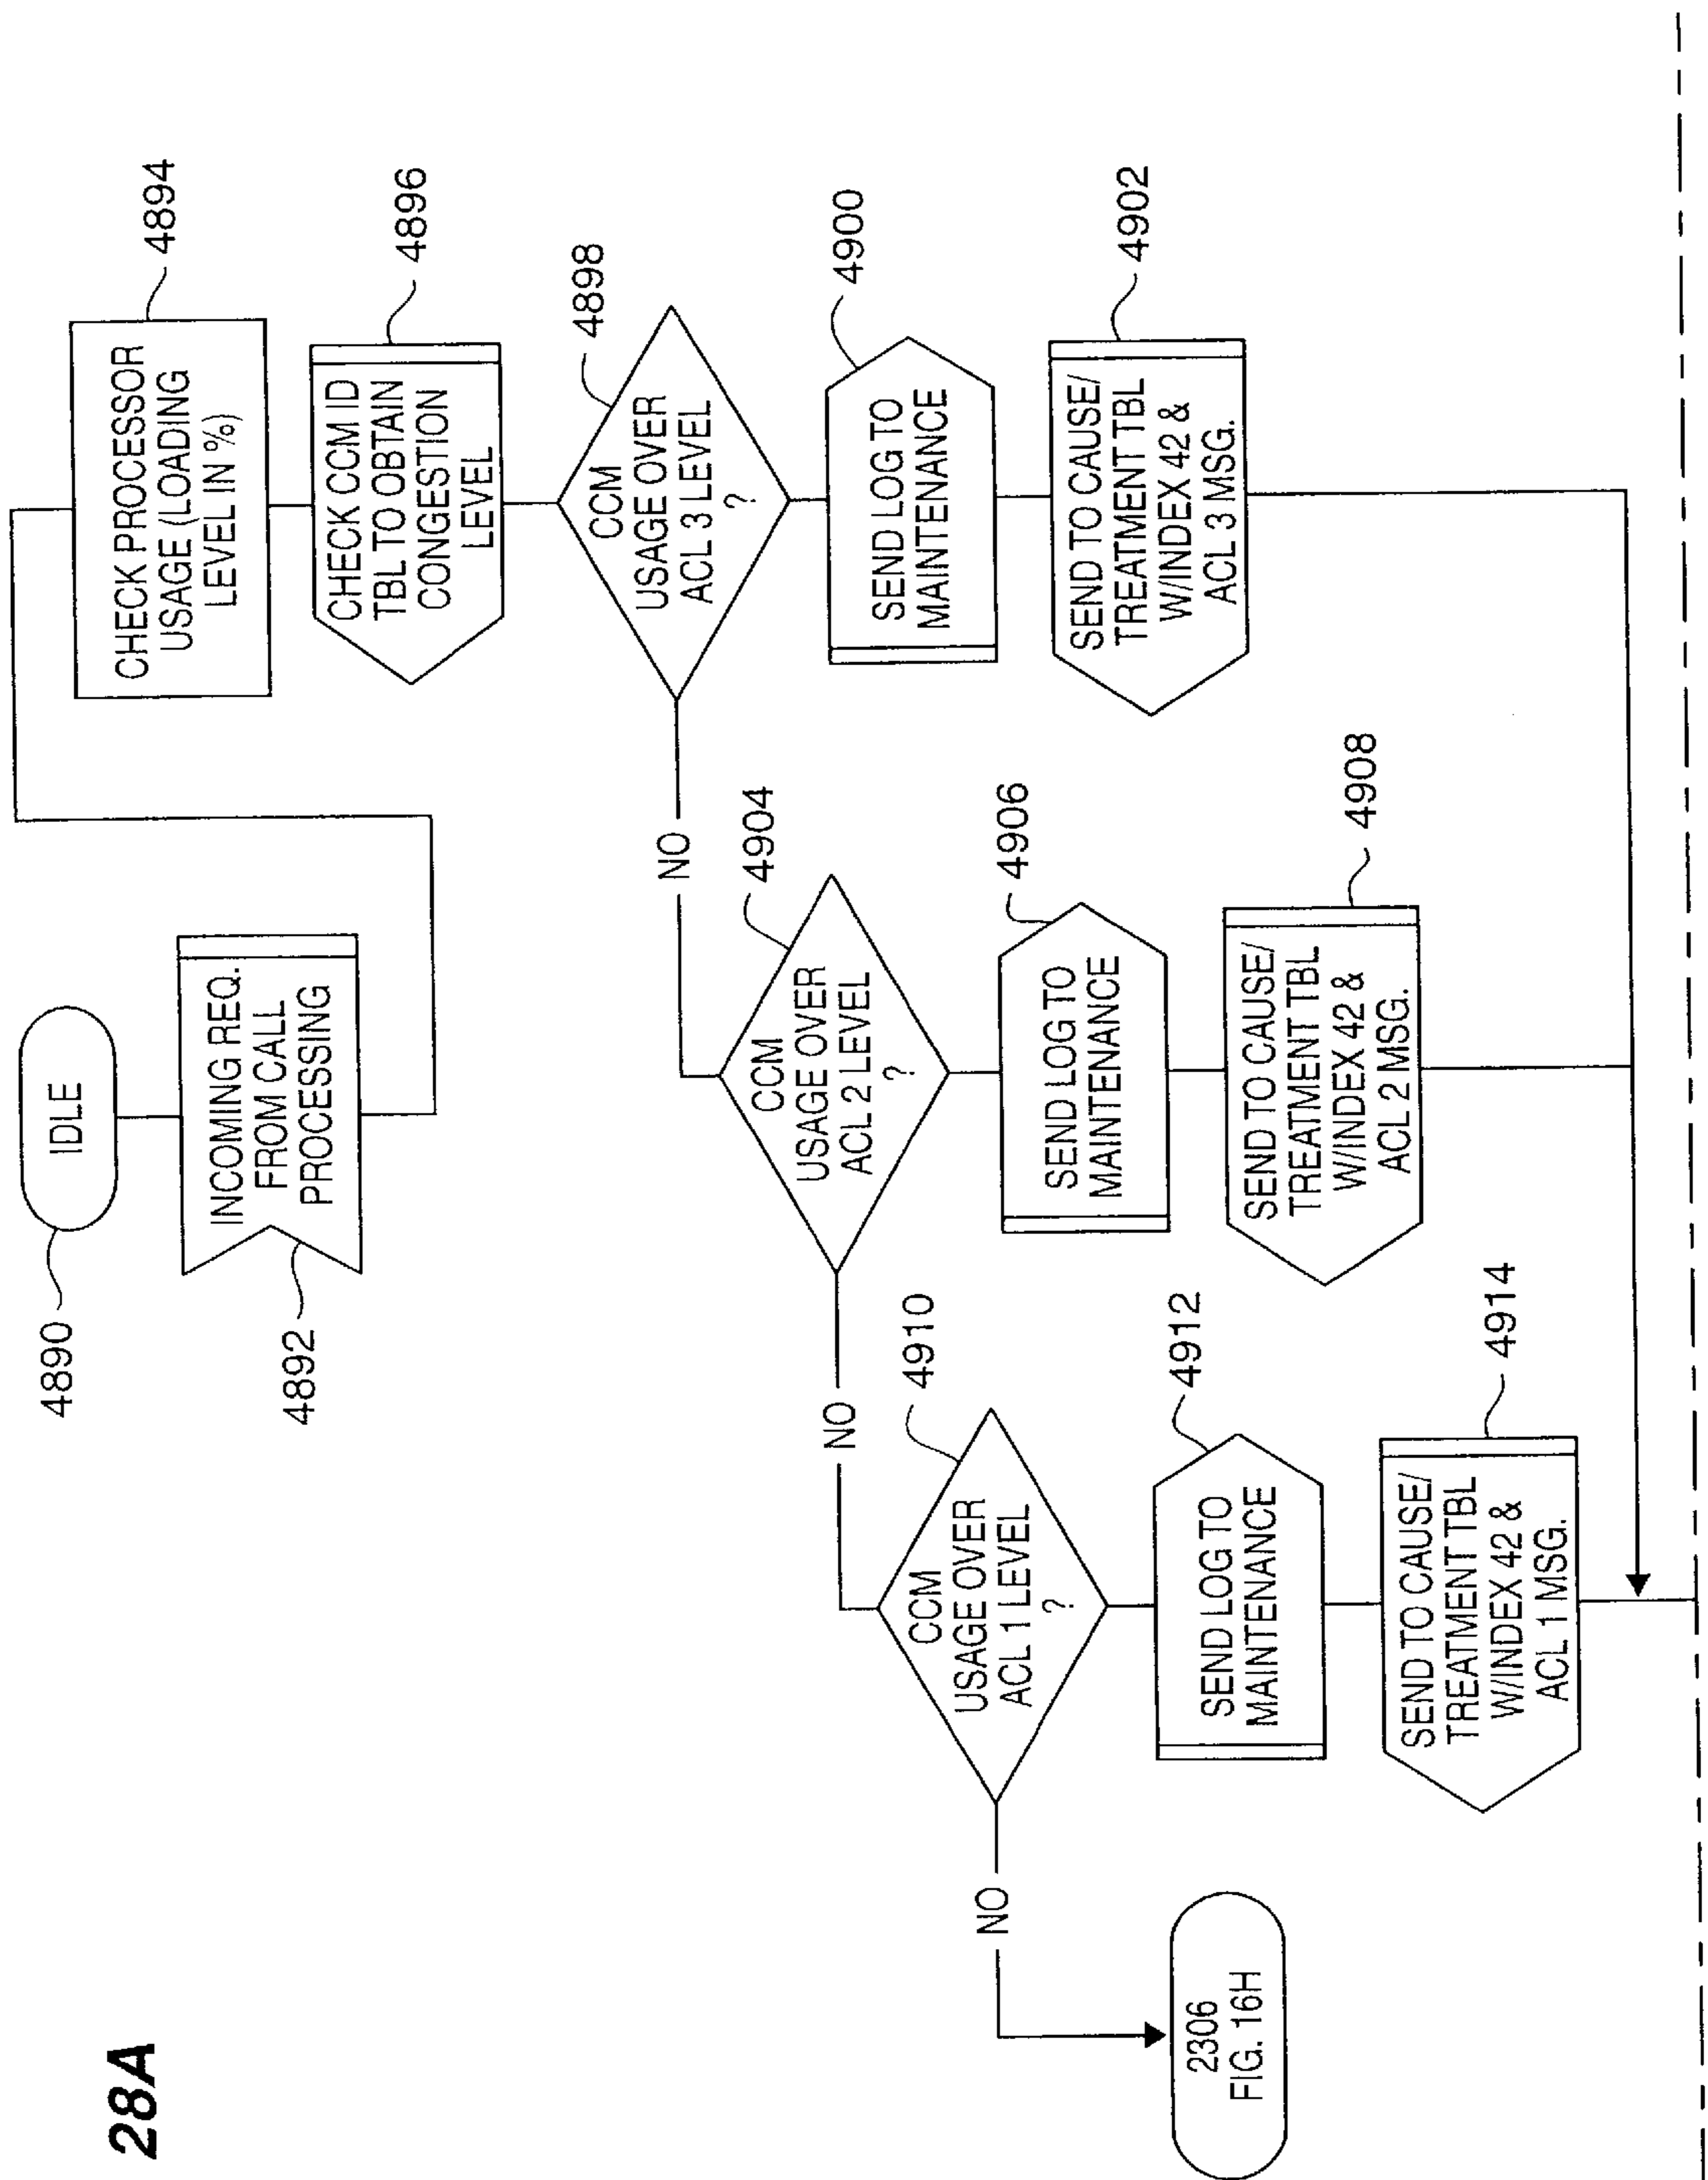 28A
4890
IDLE
4892
INCOMING REQ.
FROM CALL
PROCESSING
4894
CHECK PROCESSOR
USAGE (LOADING
LEVEL IN %)
4896
CHECK CCM ID
TBL TO OBTAIN
CONGESTION
LEVEL
4898
CCM
USAGE OVER
ACL 3 LEVEL
?
NO
4900
SEND LOG TO
MAINTENANCE
4902
SEND TO CAUSE/
TREATMENT TBL
W/INDEX 42 &
ACL 3 MSG.
4904
CCM
USAGE OVER
ACL 2 LEVEL
?
NO
4906
SEND LOG TO
MAINTENANCE
4908
SEND TO CAUSE/
TREATMENT TBL
W/INDEX 42 &
ACL 2 MSG.
4910
CCM
USAGE OVER
ACL 1 LEVEL
?
NO
4912
SEND LOG TO
MAINTENANCE
4914
SEND TO CAUSE/
TREATMENT TBL
W/INDEX 42 &
ACL 1 MSG.
2306
FIG. 16H